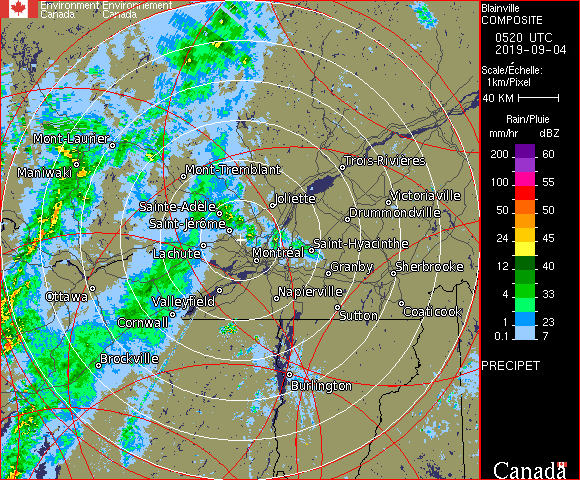 Environment Environnement
Canada Canada
Blainville
COMPOSITE
0520 UTC
2019-09-04
Scale/Échelle:
1km/Pixel
40 KM
Rain/Pluie
mm/hr dBZ
200 60
100 55
50 50
24 45
12 40
4 33
1 23
0.1 7
PRECIPET
Canada
Mont-Laurier
Maniwaki
Mont-Tremblant
Trois-Rivières
Sainte-Adèle
Joliette
Victoriaville
Drummondville
Saint-Jérôme
Lachute
Montréal
Saint-Hyacinthe
Granby
Sherbrooke
Ottawa
Valleyfield
Napierville
Cornwall
Sutton
Coaticook
Brockville
Burlington